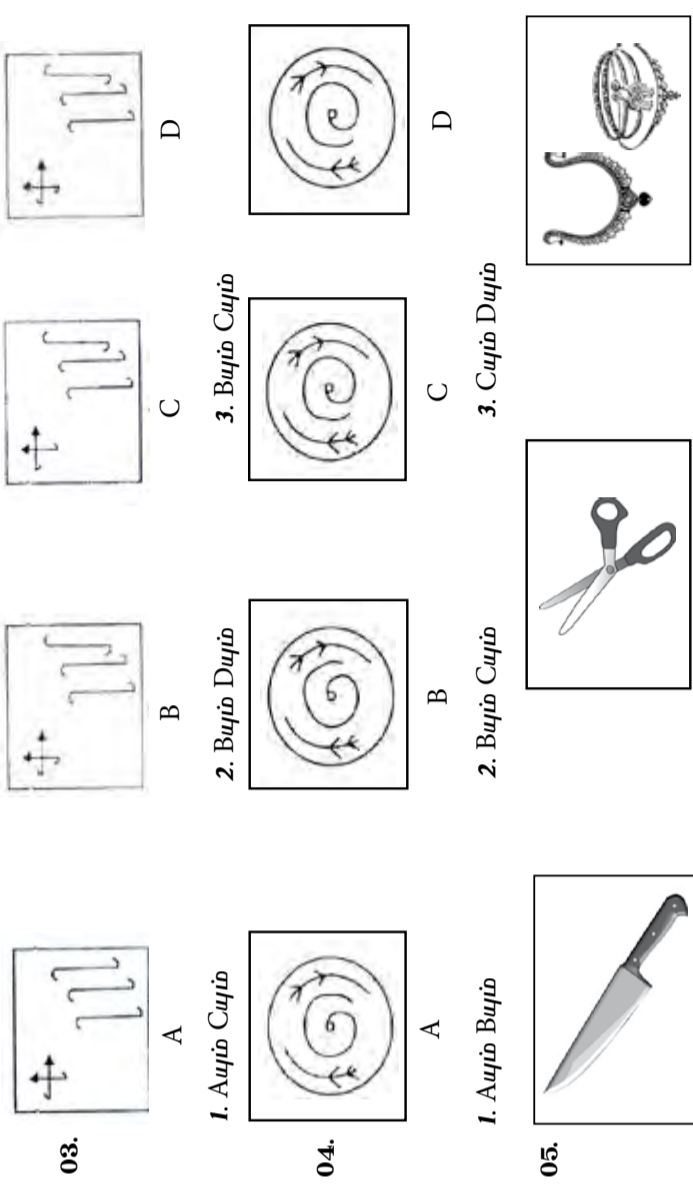 03.
A B C D
1. Aயும் Cயும் 2. Bயும் Dயும் 3. Bயும் Cயும்
04.
A B C D
1. Aயும் Bயும் 2. Bயும் Cயும் 3. Cயும் Dயும்
05.